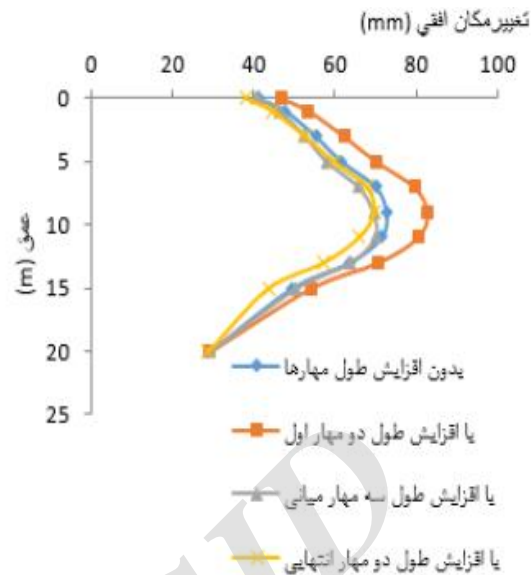 تغییرمکان افقي (mm)
0 20 40 60 80 100
0
5
10
15
20
25
عمق (m)
بدون افزایش طول مهارها
با افزایش طول دو مهار اول
با افزایش طول سه مهار میانی
با افزایش طول دو مهار انتهایی